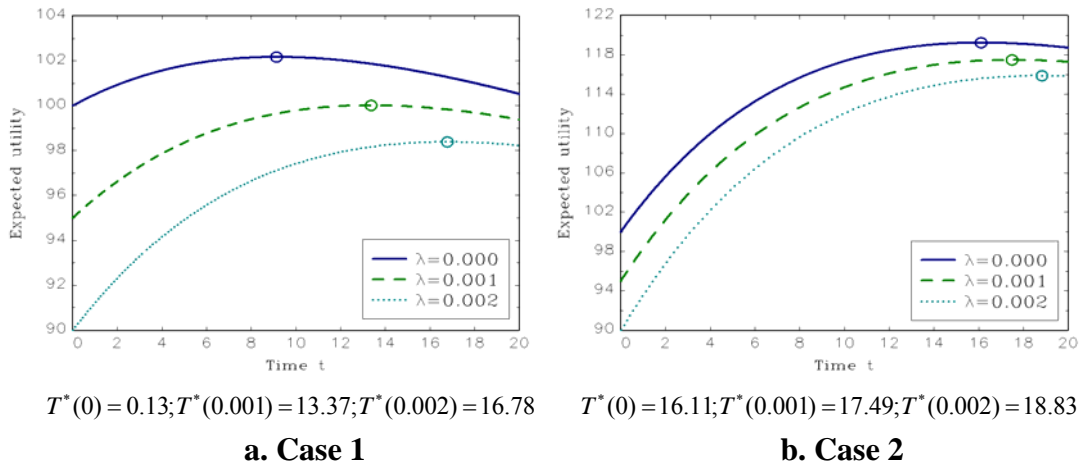 104
102
100
98
96
94
92
90
Expected utility
0 2 4 6 8 10 12 14 16 18 20
Time t
λ=0.000
λ=0.001
λ=0.002
T*(0) = 0.13;T*(0.001) =13.37;T*(0.002) =16.78
a. Case 1
122
118
114
110
106
102
98
94
90
Expected utility
0 2 4 6 8 10 12 14 16 18 20
Time t
λ=0.000
λ=0.001
λ=0.002
T*(0) =16.11;T*(0.001) =17.49;T*(0.002) =18.83
b. Case 2